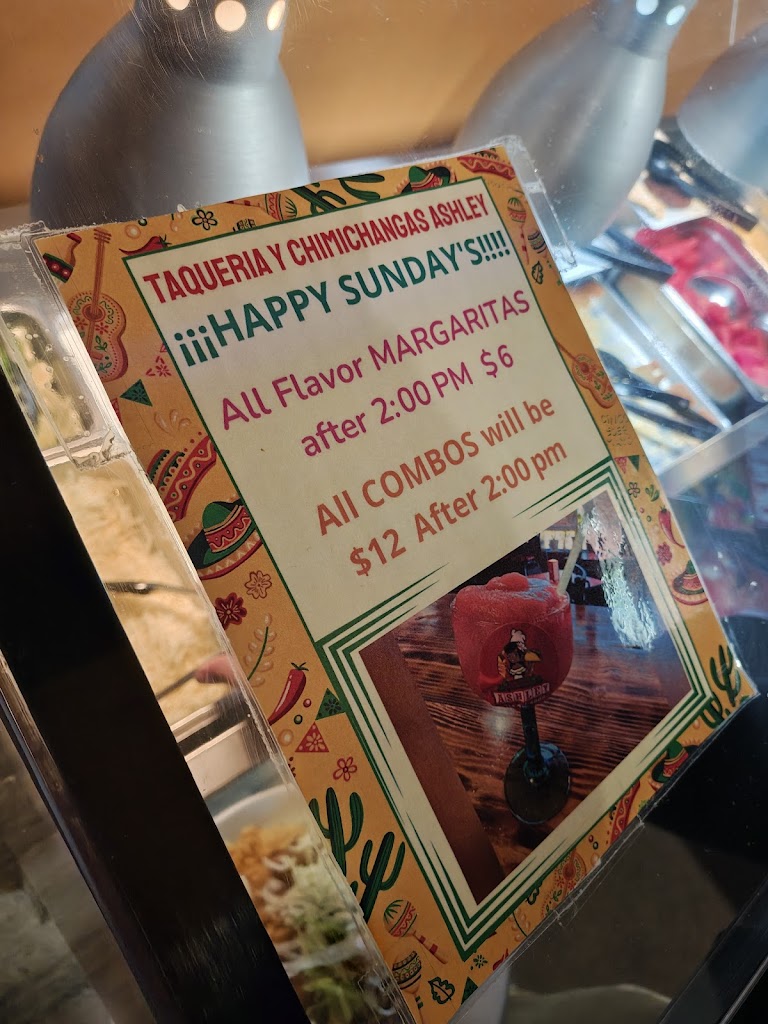 TAQUERIA Y CHIMICHANGAS ASHLEY
¡¡¡HAPPY SUNDAY'S!!!!
All Flavor MARGARITAS
after 2:00 PM $6
All COMBOS will be
$12 After 2:00 pm
ASHLEY